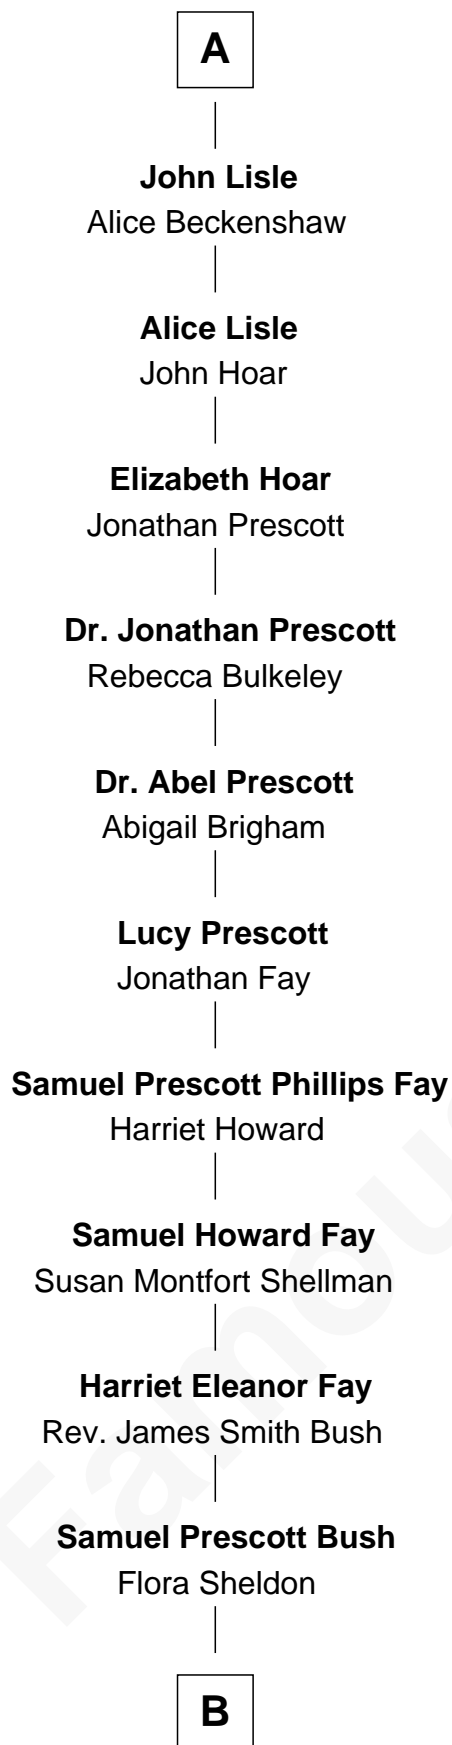 A
John Lisle
Alice Beckenshaw
Alice Lisle
John Hoar
Elizabeth Hoar
Jonathan Prescott
Dr. Jonathan Prescott
Rebecca Bulkeley
Dr. Abel Prescott
Abigail Brigham
Lucy Prescott
Jonathan Fay
Samuel Prescott Phillips Fay
Harriet Howard
Samuel Howard Fay
Susan Montfort Shellman
Harriet Eleanor Fay
Rev. James Smith Bush
Samuel Prescott Bush
Flora Sheldon
B
Famou